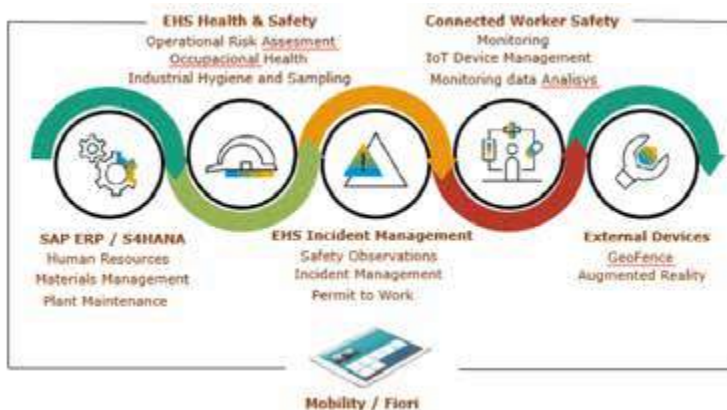 EHS Health & Safety
Operational Risk Assesment
Occupacional Health
Industrial Hygiene and Sampling
Connected Worker Safety
Monitoring
IoT Device Management
Monitoring data Analisys
SAP ERP / S4HANA
Human Resources
Materials Management
Plant Maintenance
EHS Incident Management
Safety Observations
Incident Management
Permit to Work
External Devices
GeoFence
Augmented Reality
Mobility / Fiori